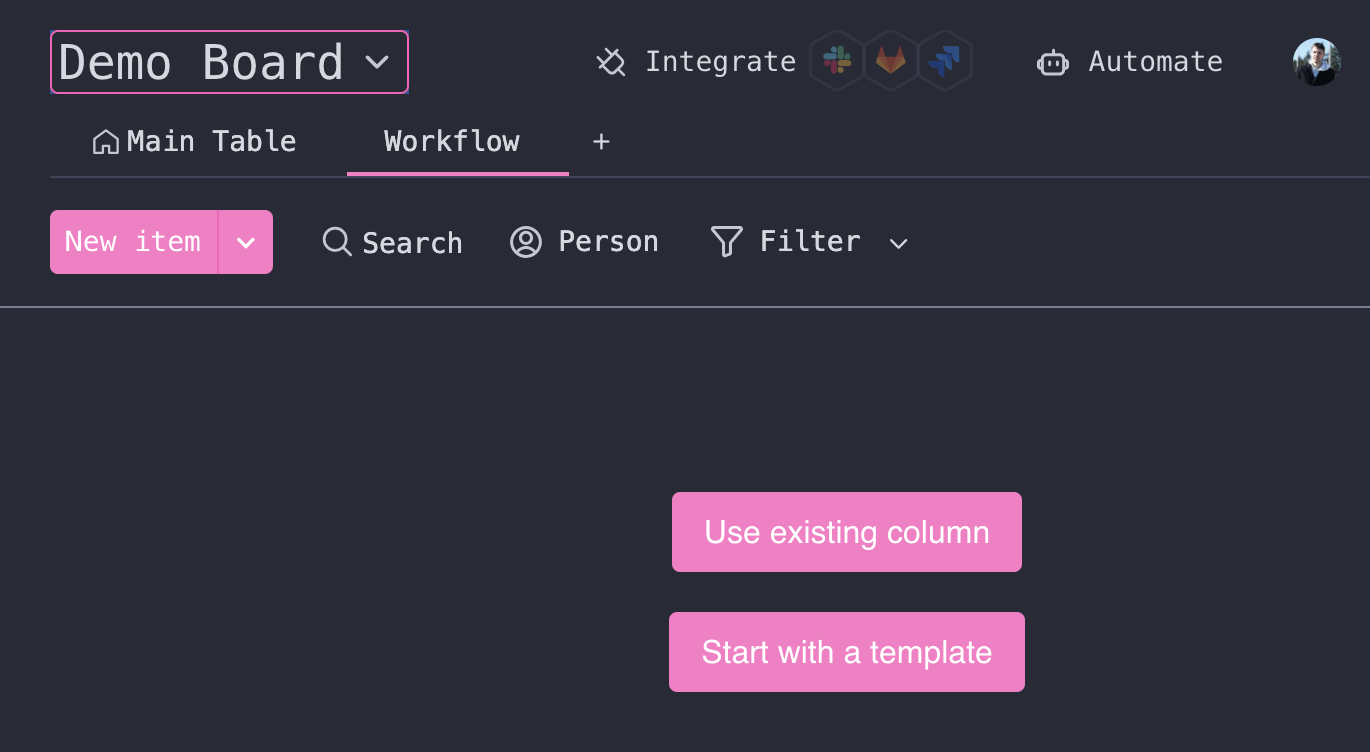 Demo Board
Integrate
Automate
Main Table
Workflow
+
New item
Search
Person
Filter
Use existing column
Start with a template